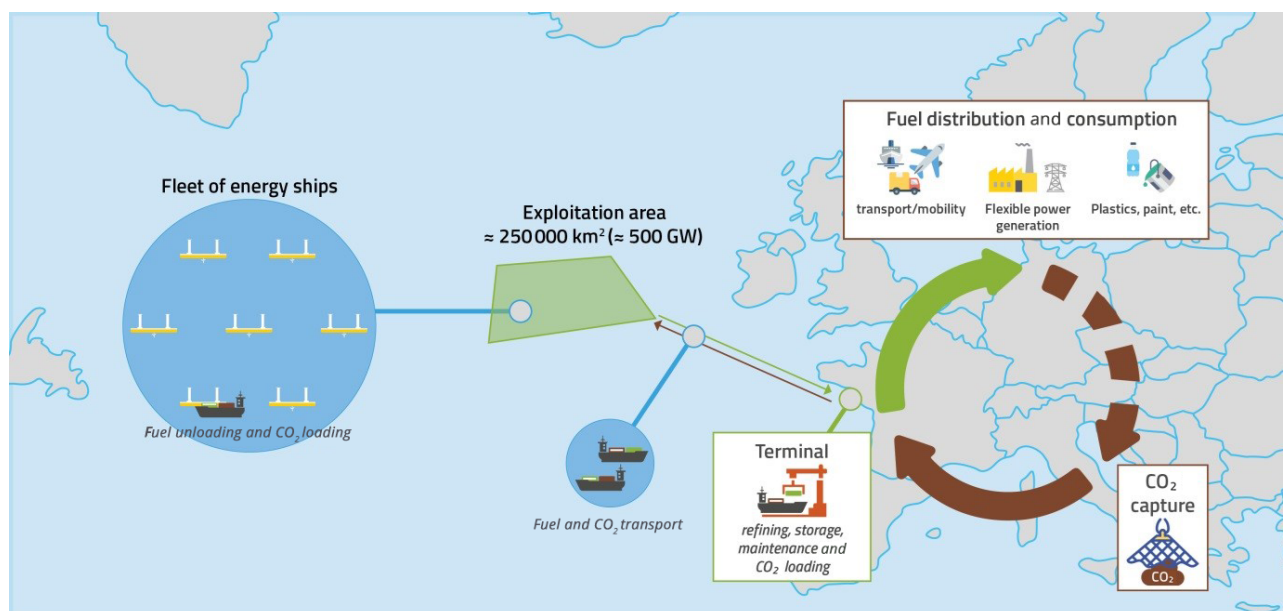 Fleet of energy ships
Fuel unloading and CO₂ loading
Exploitation area
≈ 250 000 km² (≈ 500 GW)
Fuel and CO₂ transport
Terminal
refining, storage,
maintenance and
CO₂ loading
Fuel distribution and consumption
transport/mobility
Flexible power
generation
Plastics, paint, etc.
CO₂
capture
CO₂